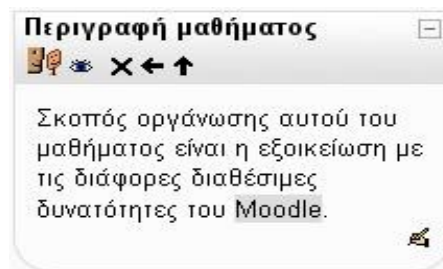 Περιγραφή μαθήματος
Σκοπός οργάνωσης αυτού του
μαθήματος είναι η εξοικείωση με
τις διάφορες διαθέσιμες
δυνατότητες του Moodle.